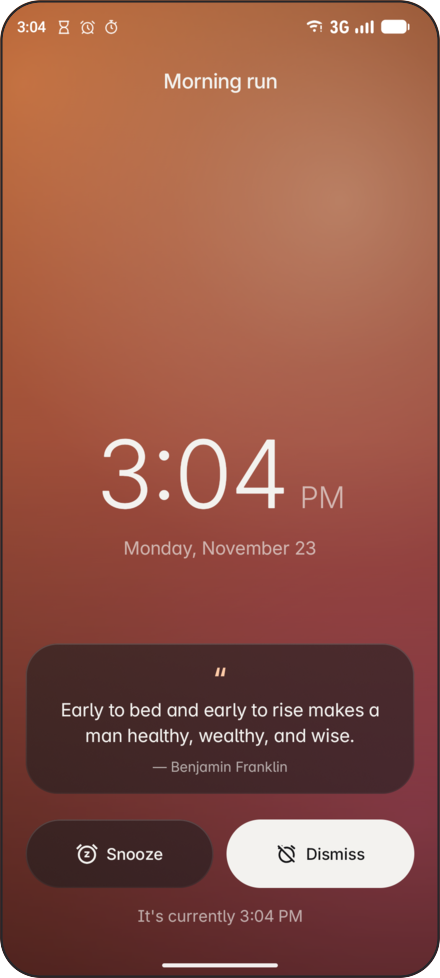 3:04 3G
Morning run
3:04 PM
Monday, November 23
"
Early to bed and early to rise makes a
man healthy, wealthy, and wise.
— Benjamin Franklin
z Snooze Dismiss
It's currently 3:04 PM